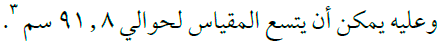 وعليه يمكن أن يتسع المقياس لحوالي ٩١,٨ سم ٣.